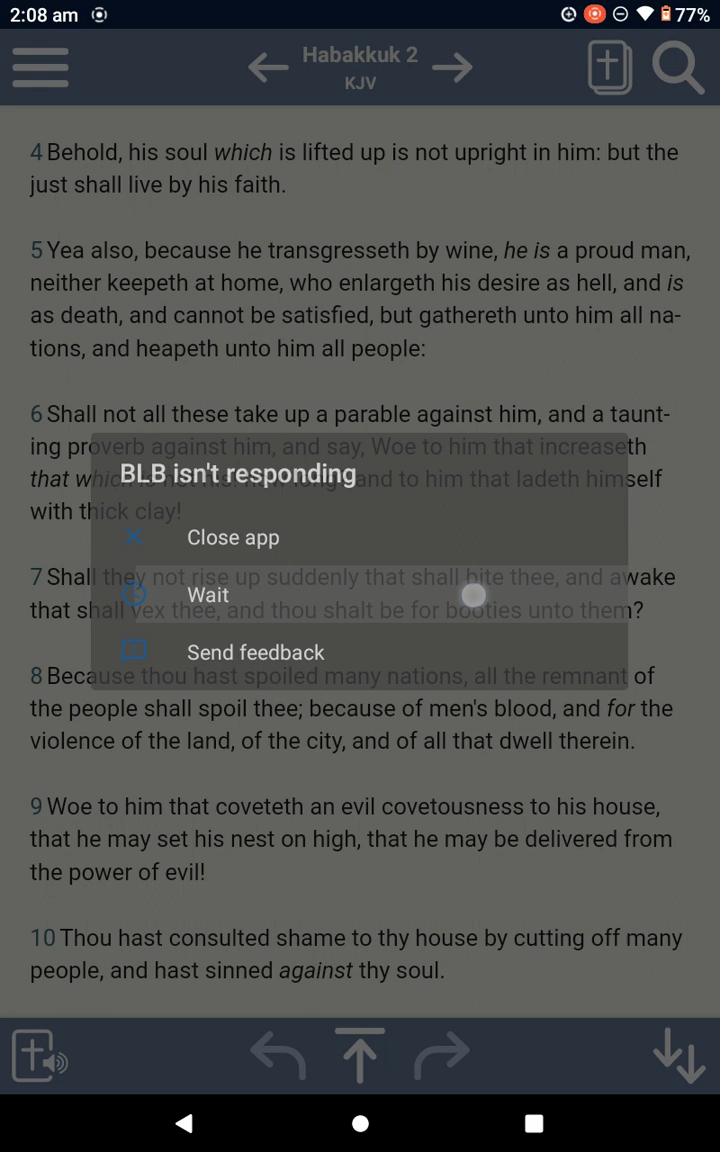 2:08 am
77%
Habakkuk 2
KJV
4 Behold, his soul which is lifted up is not upright in him: but the
just shall live by his faith.
5 Yea also, because he transgresseth by wine, he is a proud man,
neither keepeth at home, who enlargeth his desire as hell, and is
as death, and cannot be satisfied, but gathereth unto him all na-
tions, and heapeth unto him all people:
6 Shall not all these take up a parable against him, and a taunt-
ing proverb against him, and say, Woe to him that increaseth
that which is not his! how long? and to him that ladeth himself
with thick clay!
BLB isn't responding
Close app
Wait
Send feedback
7 Shall they not rise up suddenly that shall bite thee, and awake
that shall vex thee, and thou shalt be for booties unto them?
8 Because thou hast spoiled many nations, all the remnant of
the people shall spoil thee; because of men's blood, and for the
violence of the land, of the city, and of all that dwell therein.
9 Woe to him that coveteth an evil covetousness to his house,
that he may set his nest on high, that he may be delivered from
the power of evil!
10 Thou hast consulted shame to thy house by cutting off many
people, and hast sinned against thy soul.